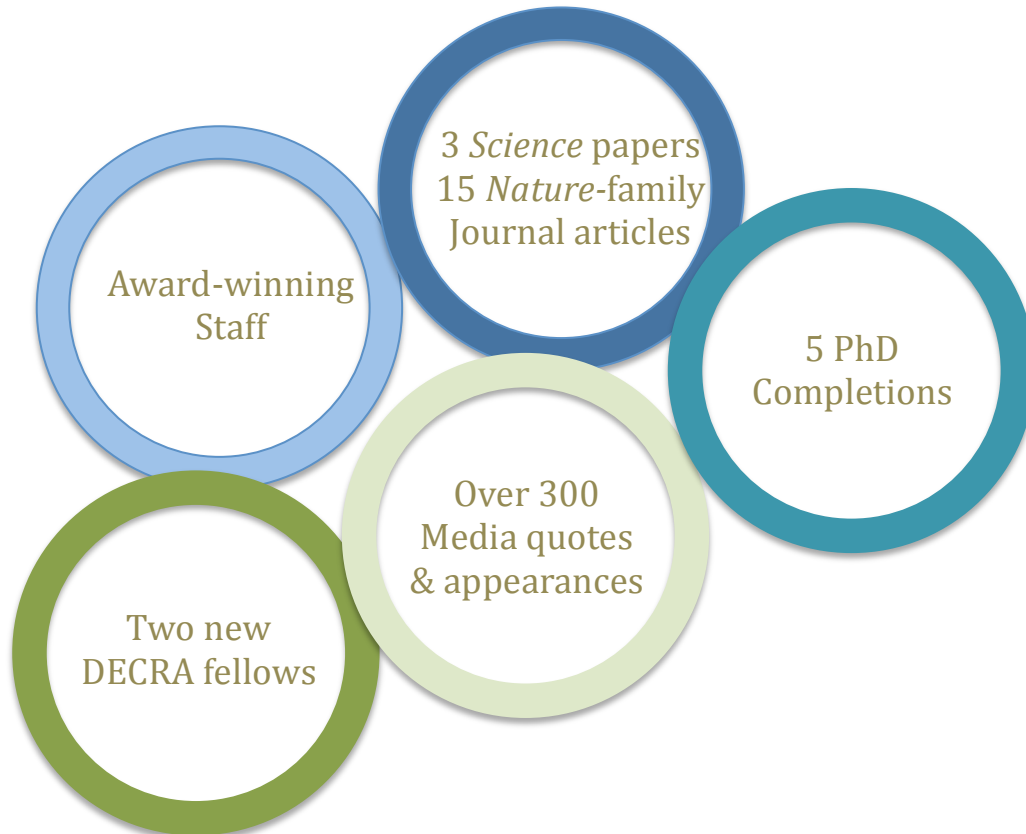 3 Science papers
15 Nature-family
Journal articles
Award-winning
Staff
5 PhD
Completions
Over 300
Media quotes
& appearances
Two new
DECRA fellows